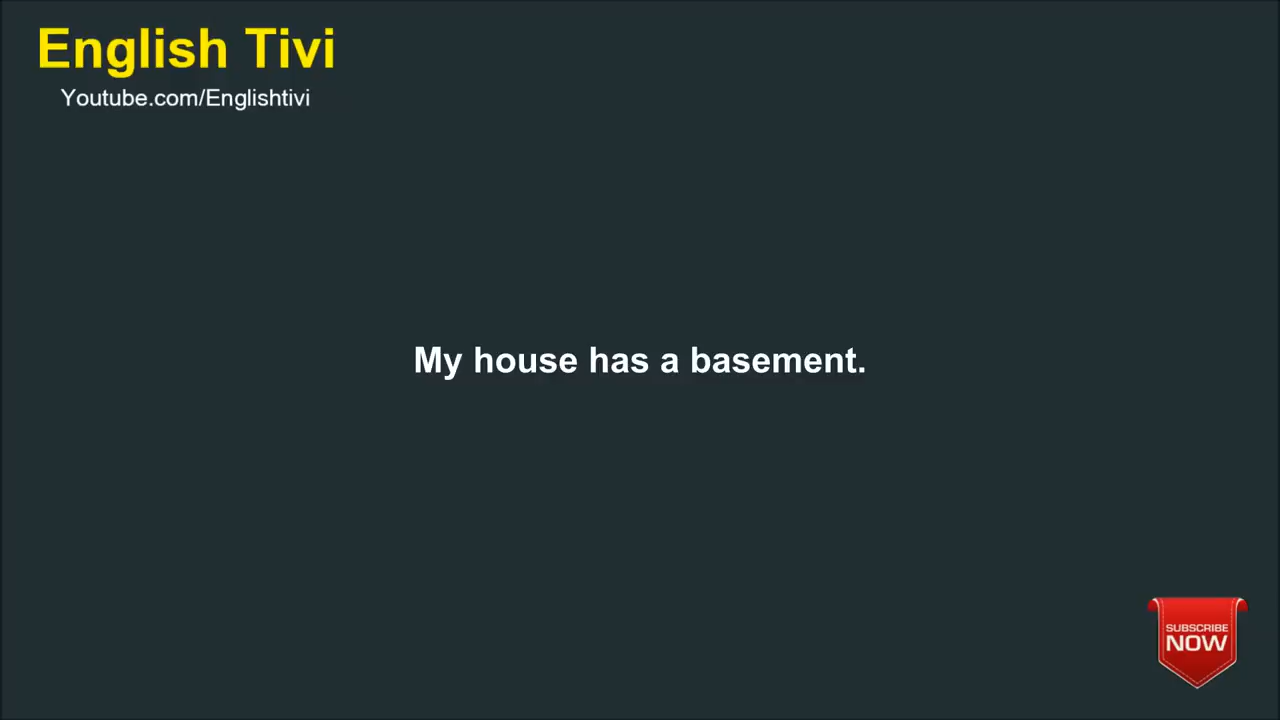 English Tivi
Youtube.com/Englishtivi
My house has a basement.
SUBSCRIBE
NOW